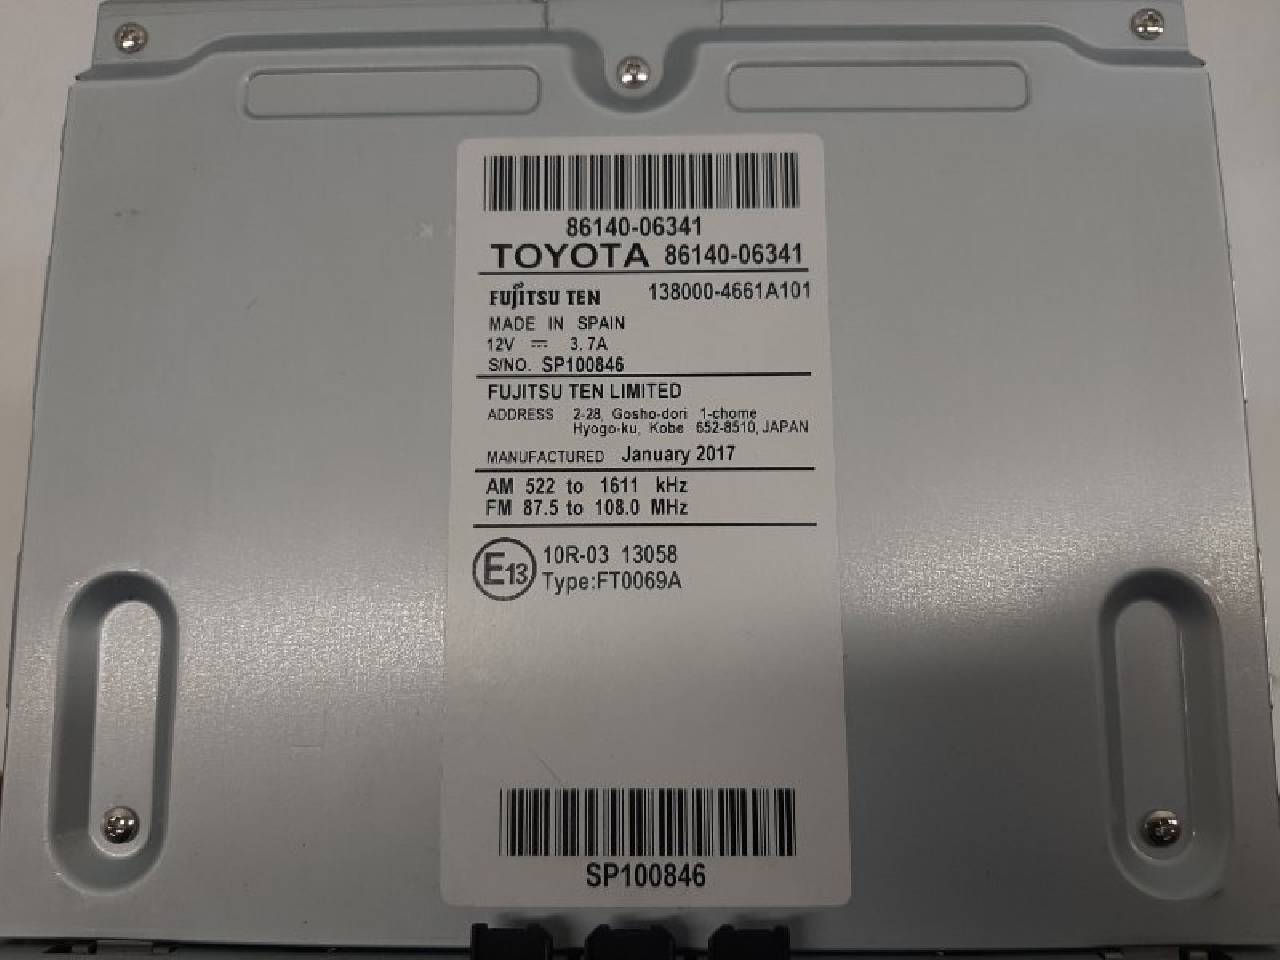 86140-06341
TOYOTA 86140-06341
FUJITSU TEN 138000-4661A101
MADE IN SPAIN
12V ⎓ 3.7A
S/NO. SP100846
FUJITSU TEN LIMITED
ADDRESS 2-28, Gosho-dori 1-chome
Hyogo-ku, Kobe 652-8510, JAPAN
MANUFACTURED January 2017
AM 522 to 1611 kHz
FM 87.5 to 108.0 MHz
E13 10R-03 13058
Type:FT0069A
SP100846